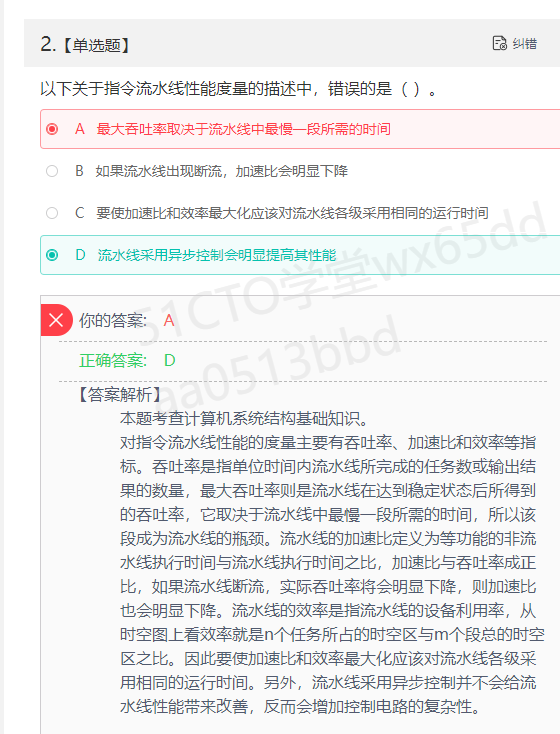 2.【单选题】
纠错
以下关于指令流水线性能度量的描述中，错误的是（ ）。
A 最大吞吐率取决于流水线中最慢一段所需的时间
B 如果流水线出现断流，加速比会明显下降
C 要使加速比和效率最大化应该对流水线各级采用相同的运行时间
D 流水线采用异步控制会明显提高其性能
51CTO学堂wx65dd
aa0513bbd
你的答案: A
正确答案: D
【答案解析】
本题考查计算机系统结构基础知识。
对指令流水线性能的度量主要有吞吐率、加速比和效率等指
标。吞吐率是指单位时间内流水线所完成的任务数或输出结
果的数量，最大吞吐率则是流水线在达到稳定状态后所得到
的吞吐率，它取决于流水线中最慢一段所需的时间，所以该
段成为流水线的瓶颈。流水线的加速比定义为等功能的非流
水线执行时间与流水线执行时间之比，加速比与吞吐率成正
比，如果流水线断流，实际吞吐率将会明显下降，则加速比
也会明显下降。流水线的效率是指流水线的设备利用率，从
时空图上看效率就是n个任务所占的时空区与m个段总的时空
区之比。因此要使加速比和效率最大化应该对流水线各级采
用相同的运行时间。另外，流水线采用异步控制并不会给流
水线性能带来改善，反而会增加控制电路的复杂性。